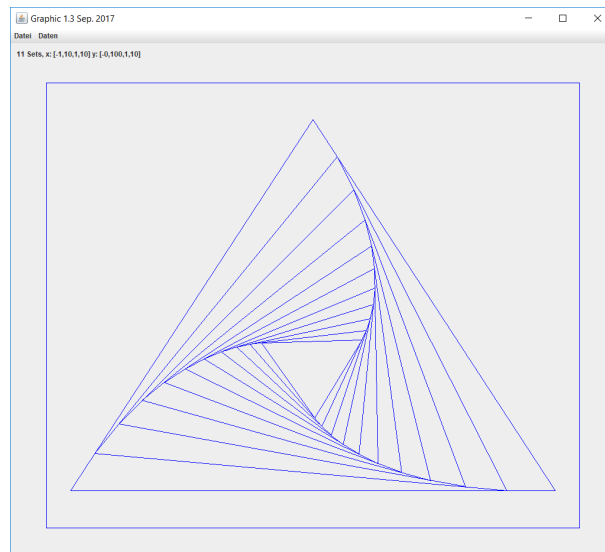 Graphic 1.3 Sep. 2017
Datei Daten
11 Sets, x: [-1,10,1,10] y: [-0,100,1,10]